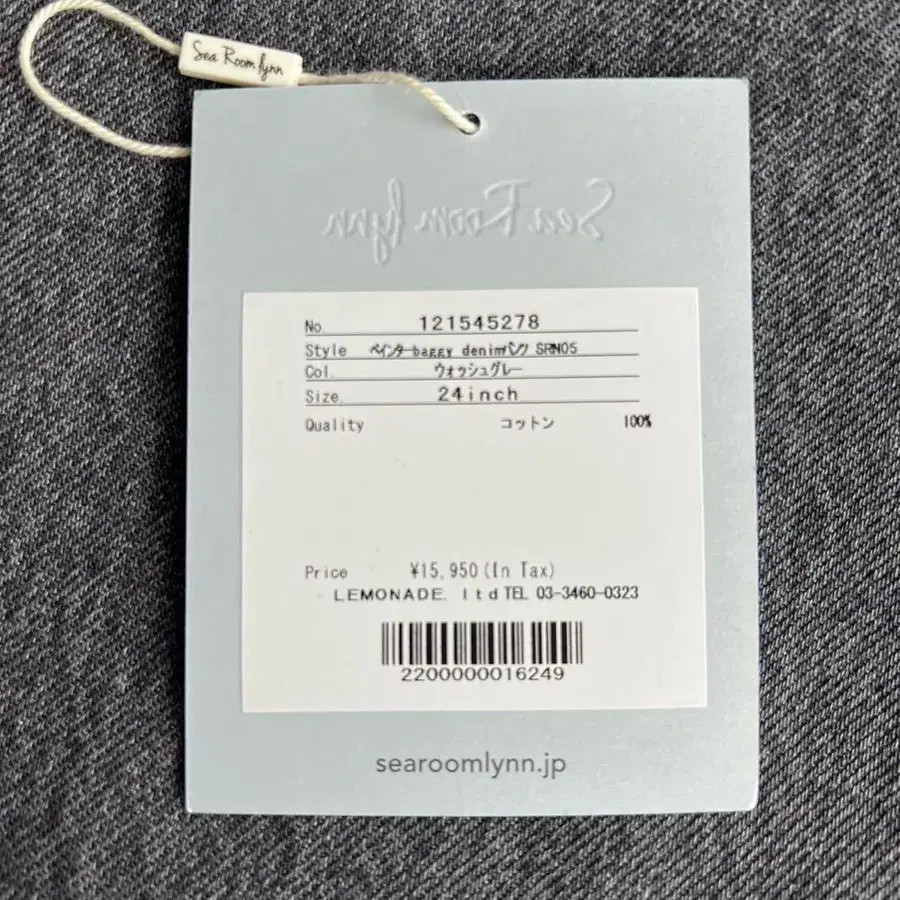 Sea Room lynn
Sea Room lynn
No. 121545278
Style ペインターbaggy denimパンツ SRN05
Col. ウォッシュグレー
Size. 24inch
Quality コットン 100%
Price ¥15,950(In Tax)
LEMONADE. ltd TEL 03-3460-0323
2200000016249
searoomlynn.jp